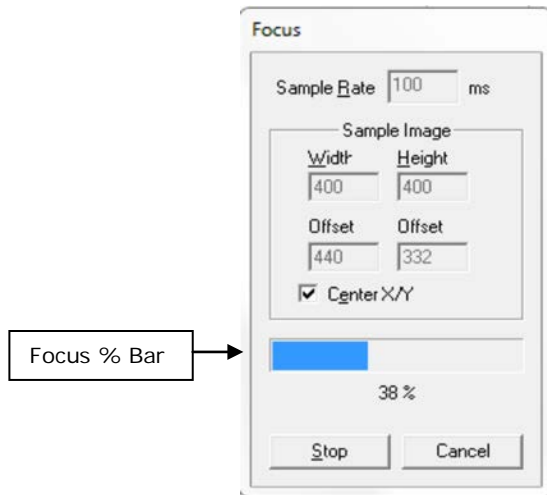 Focus
Sample Rate 100 ms
Sample Image
Width Height
400 400
Offset Offset
440 332
Center X/Y
Focus % Bar
38 %
Stop Cancel